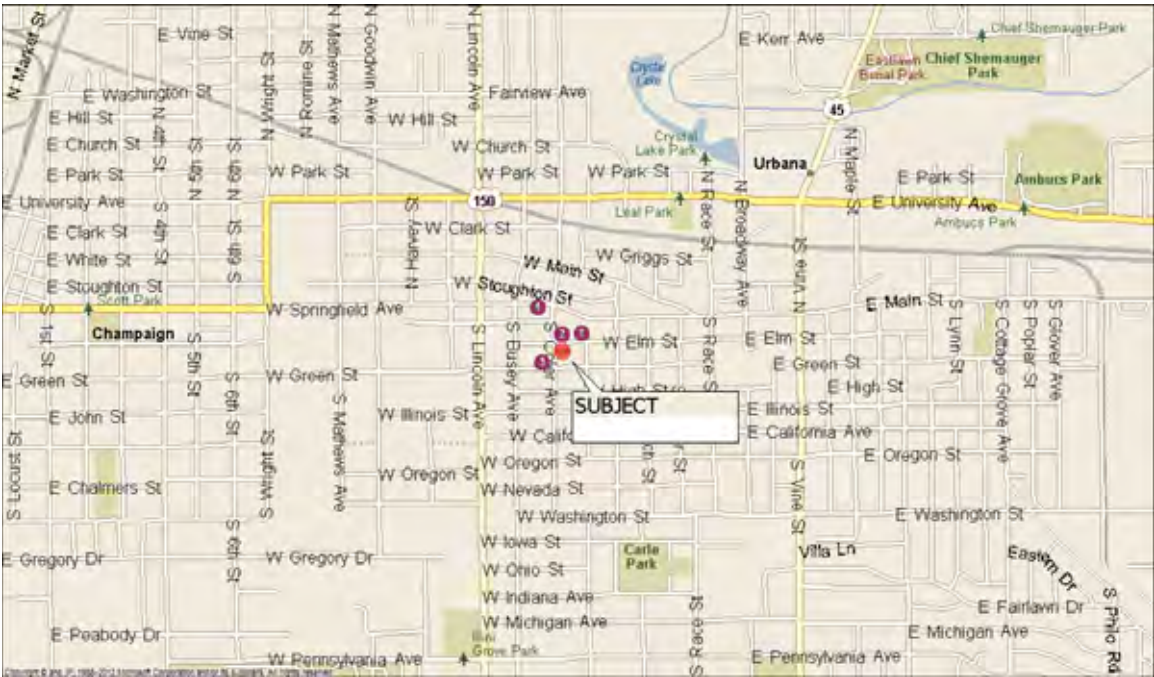 N Market St
E Vine St
N Wright St
N Romine St
N Mathews Ave
N Goodwin Ave
N Lincoln Ave
E Kerr Ave
Chief Shemauger Park
Eastlawn
Burial Park
Chief Shemauger
Park
Crystal
Lake
E Washington St
Fairview Ave
45
E Hill St
W Hill St
N 4th St
E Church St
W Church St
Crystal
Lake Park
Urbana
N Maple St
E Park St
W Park St
W Park St
W Park St
E Park St
Ambucs Park
E University Ave
150
Leal Park
N Race St
N Broadway Ave
E University Ave
Ambucs Park
E Clark St
S 4th St
N Harvey St
W Clark St
E White St
W Main St
W Griggs St
S Vine St
E Stoughton St
Scott Park
W Stoughton St
E Main St
W Springfield Ave
Champaign
S 1st St
S 5th St
S Lincoln Ave
S Busey Ave
2
W Elm St
S Race St
E Elm St
S Lynn St
S Cottage Grove Ave
S Poplar St
S Glover Ave
E Green St
W Green St
E Green St
E High St
S 6th St
SUBJECT
E John St
S Mathews Ave
W Illinois St
E Illinois St
E California Ave
S Locust St
S Wright St
W Oregon St
W Oregon St
E Oregon St
E Chalmers St
W Nevada St
S Vine St
W Washington St
E Washington St
E Gregory Dr
S 6th St
W Gregory Dr
W Iowa St
Carle
Park
Villa Ln
Eastern Dr
W Ohio St
W Indiana Ave
S Race St
E Fairlawn Dr
S Philo Rd
E Peabody Dr
W Michigan Ave
E Michigan Ave
Illini
Grove Park
W Pennsylvania Ave
E Pennsylvania Ave